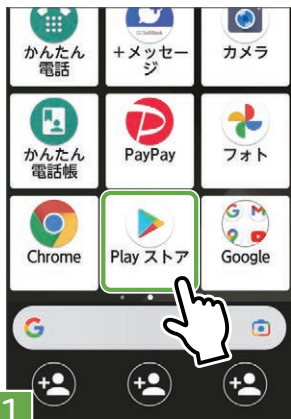 かんたん
電話
SoftBank
+メッセー
ジ
カメラ
かんたん
電話帳
PayPay
フォト
Chrome
Play ストア
G M
Google
G
1